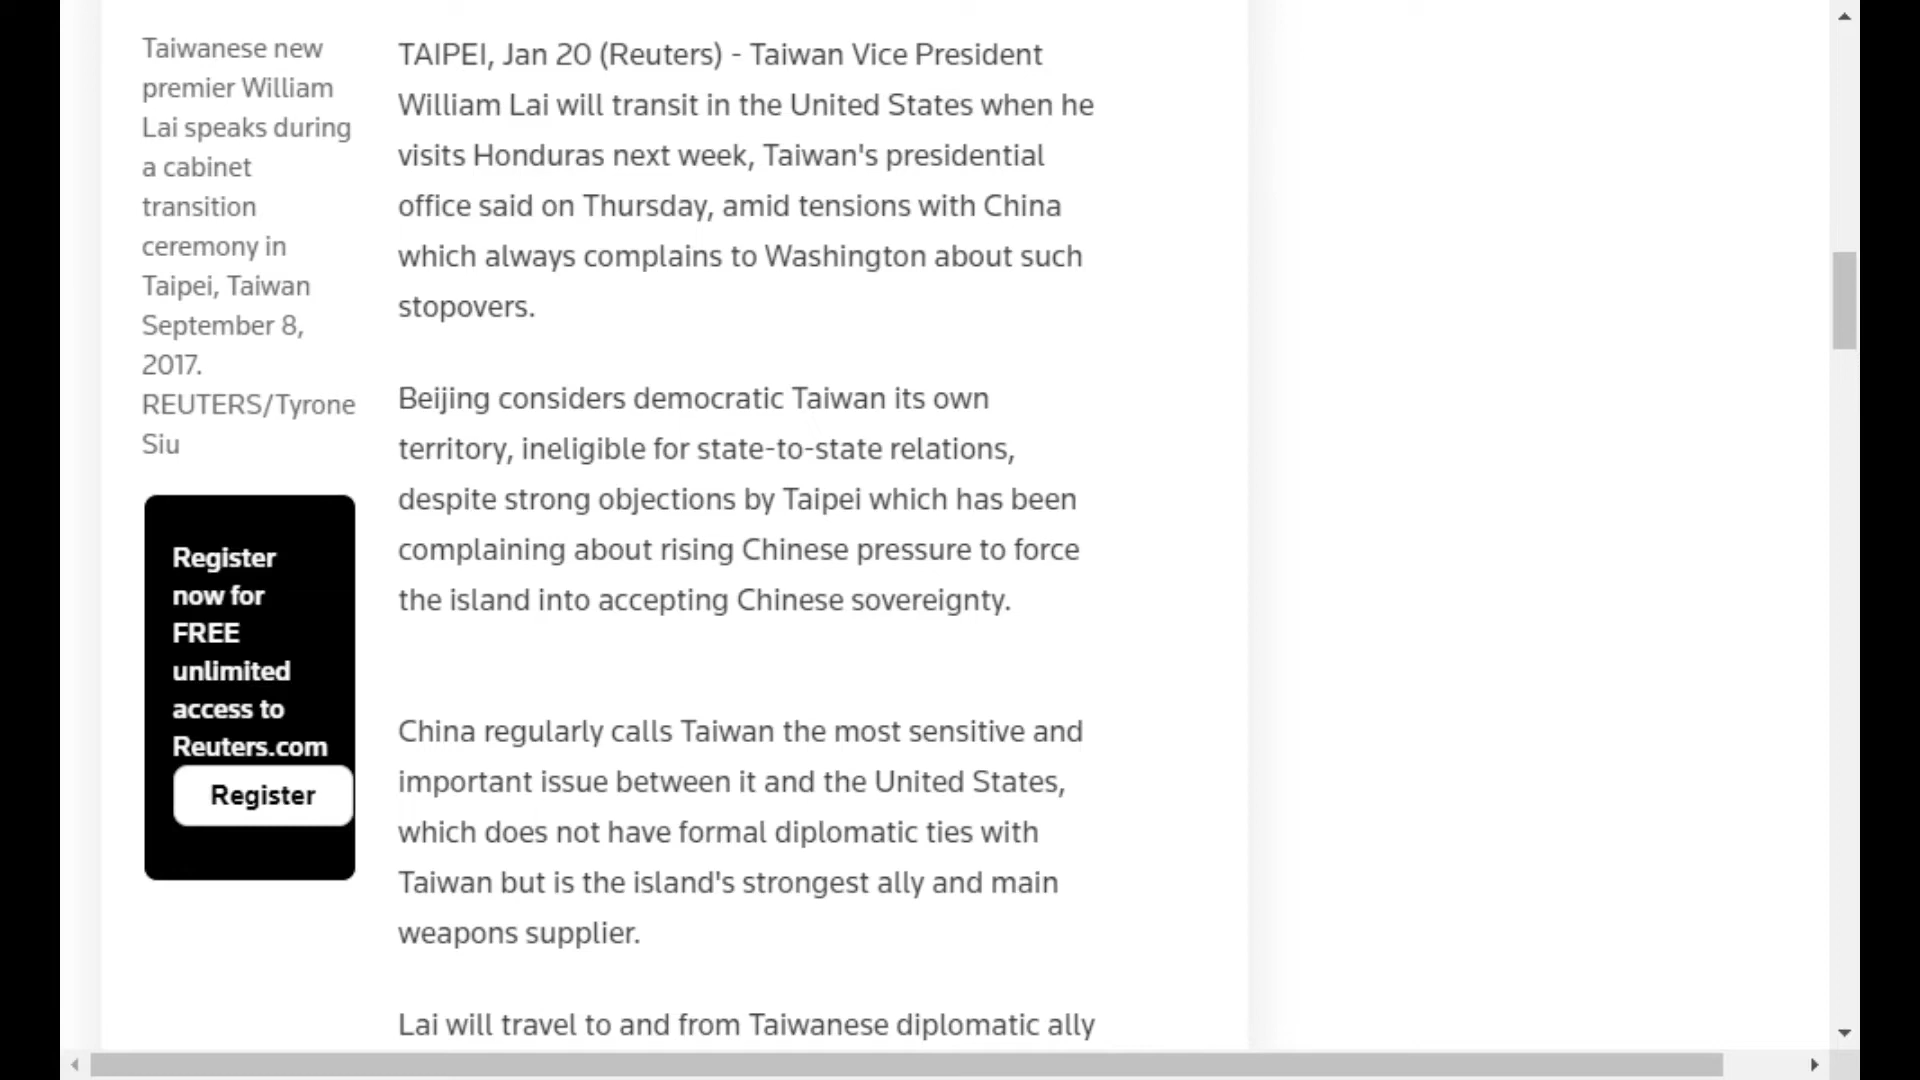 Taiwanese new
premier William
Lai speaks during
a cabinet
transition
ceremony in
Taipei, Taiwan
September 8,
2017.
REUTERS/Tyrone
Siu
Register
now for
FREE
unlimited
access to
Reuters.com
Register
TAIPEI, Jan 20 (Reuters) - Taiwan Vice President
William Lai will transit in the United States when he
visits Honduras next week, Taiwan's presidential
office said on Thursday, amid tensions with China
which always complains to Washington about such
stopovers.
Beijing considers democratic Taiwan its own
territory, ineligible for state-to-state relations,
despite strong objections by Taipei which has been
complaining about rising Chinese pressure to force
the island into accepting Chinese sovereignty.
China regularly calls Taiwan the most sensitive and
important issue between it and the United States,
which does not have formal diplomatic ties with
Taiwan but is the island's strongest ally and main
weapons supplier.
Lai will travel to and from Taiwanese diplomatic ally